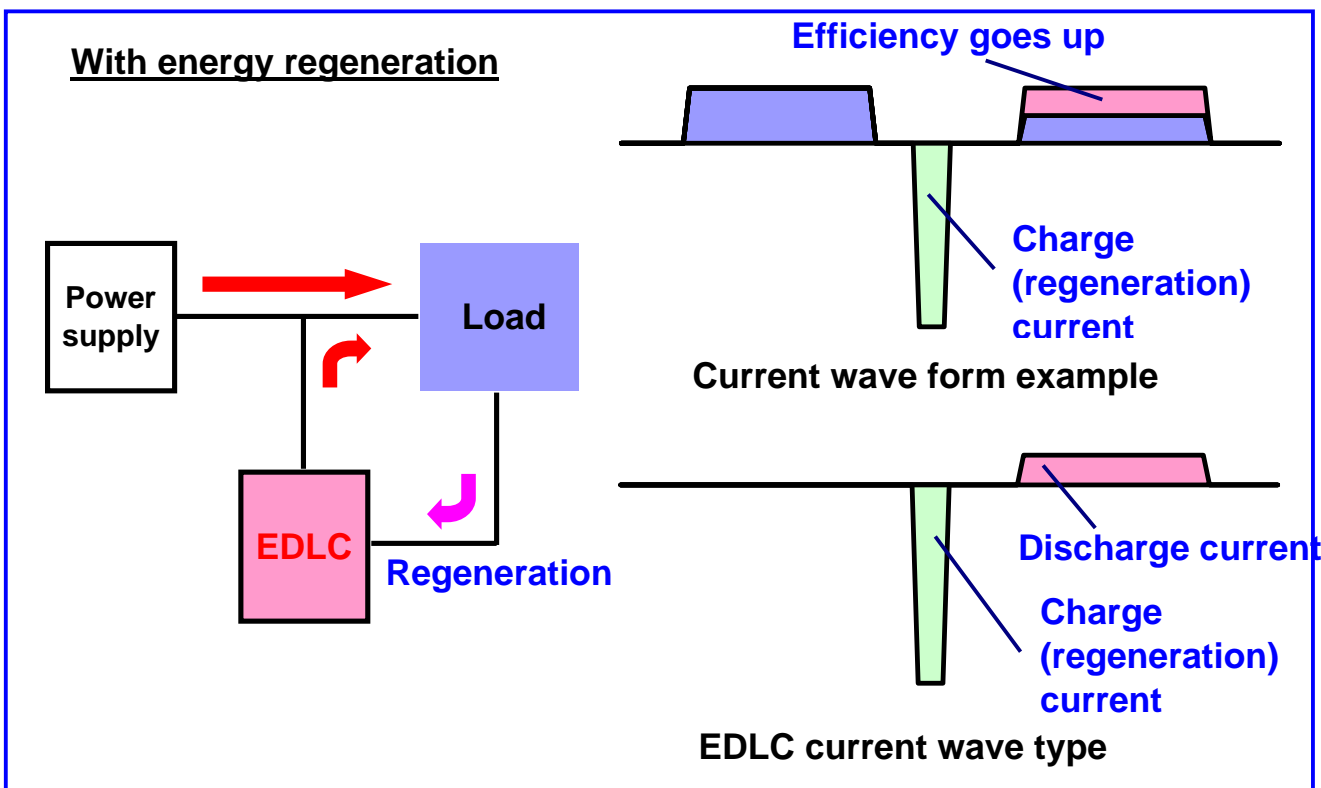 With energy regeneration
Power
supply
Load
EDLC
Regeneration
Efficiency goes up
Charge
(regeneration)
current
Current wave form example
Discharge current
Charge
(regeneration)
current
EDLC current wave type